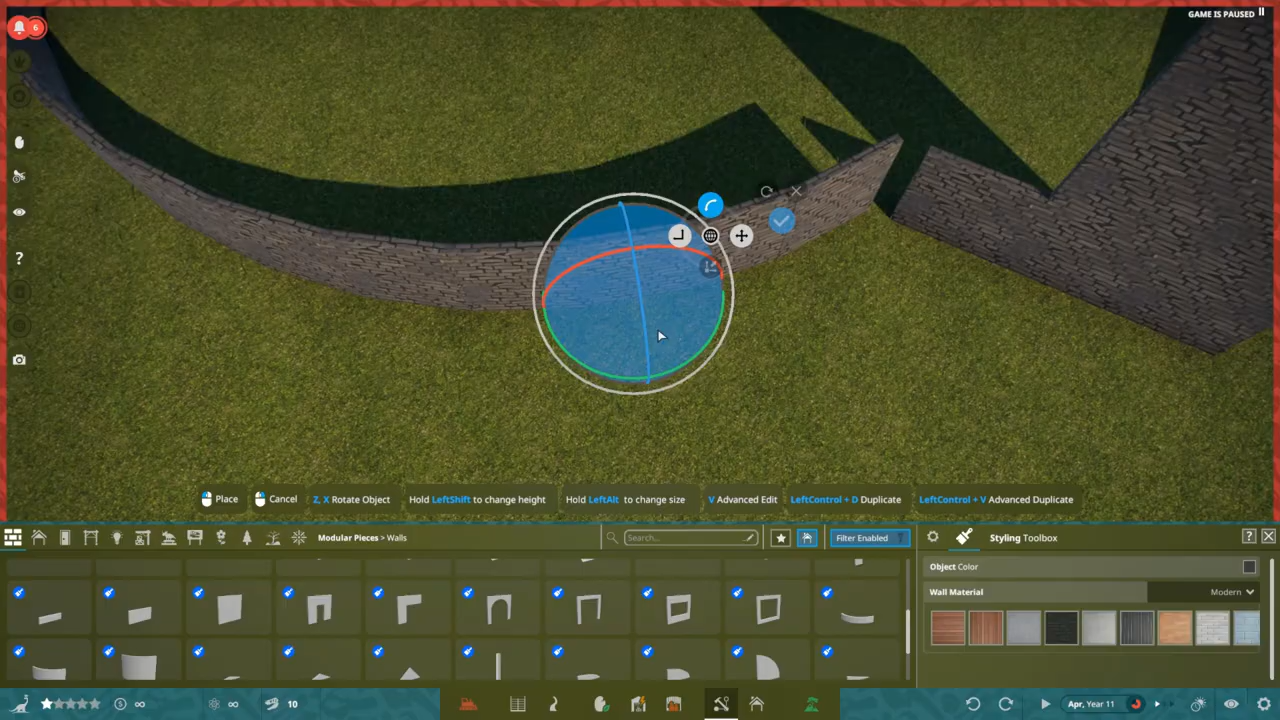 6
GAME IS PAUSED
?
Place
Cancel
Z, X Rotate Object
Hold LeftShift to change height
Hold LeftAlt to change size
V Advanced Edit
LeftControl + D Duplicate
LeftControl + V Advanced Duplicate
Modular Pieces > Walls
Search...
Filter Enabled
Styling Toolbox
?
Object Color
Wall Material
Modern
∞
∞
10
Apr, Year 11